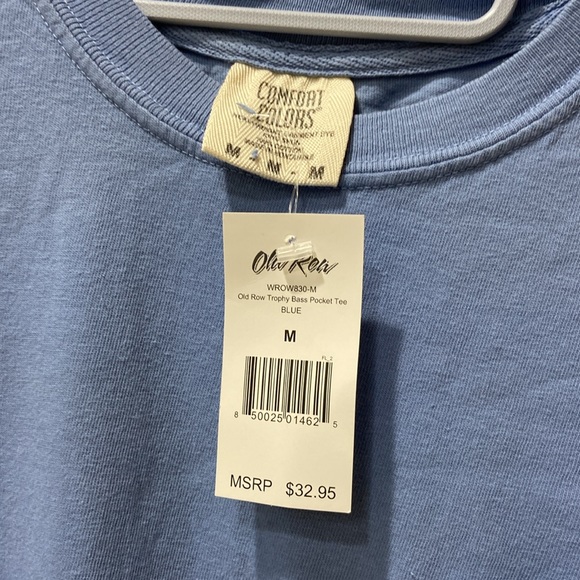 COMFORT
COLORS
M M M
Old Row
WROW830-M
Old Row Trophy Bass Pocket Tee
BLUE
M
FL_2
8 50025 01462 5
MSRP $32.95